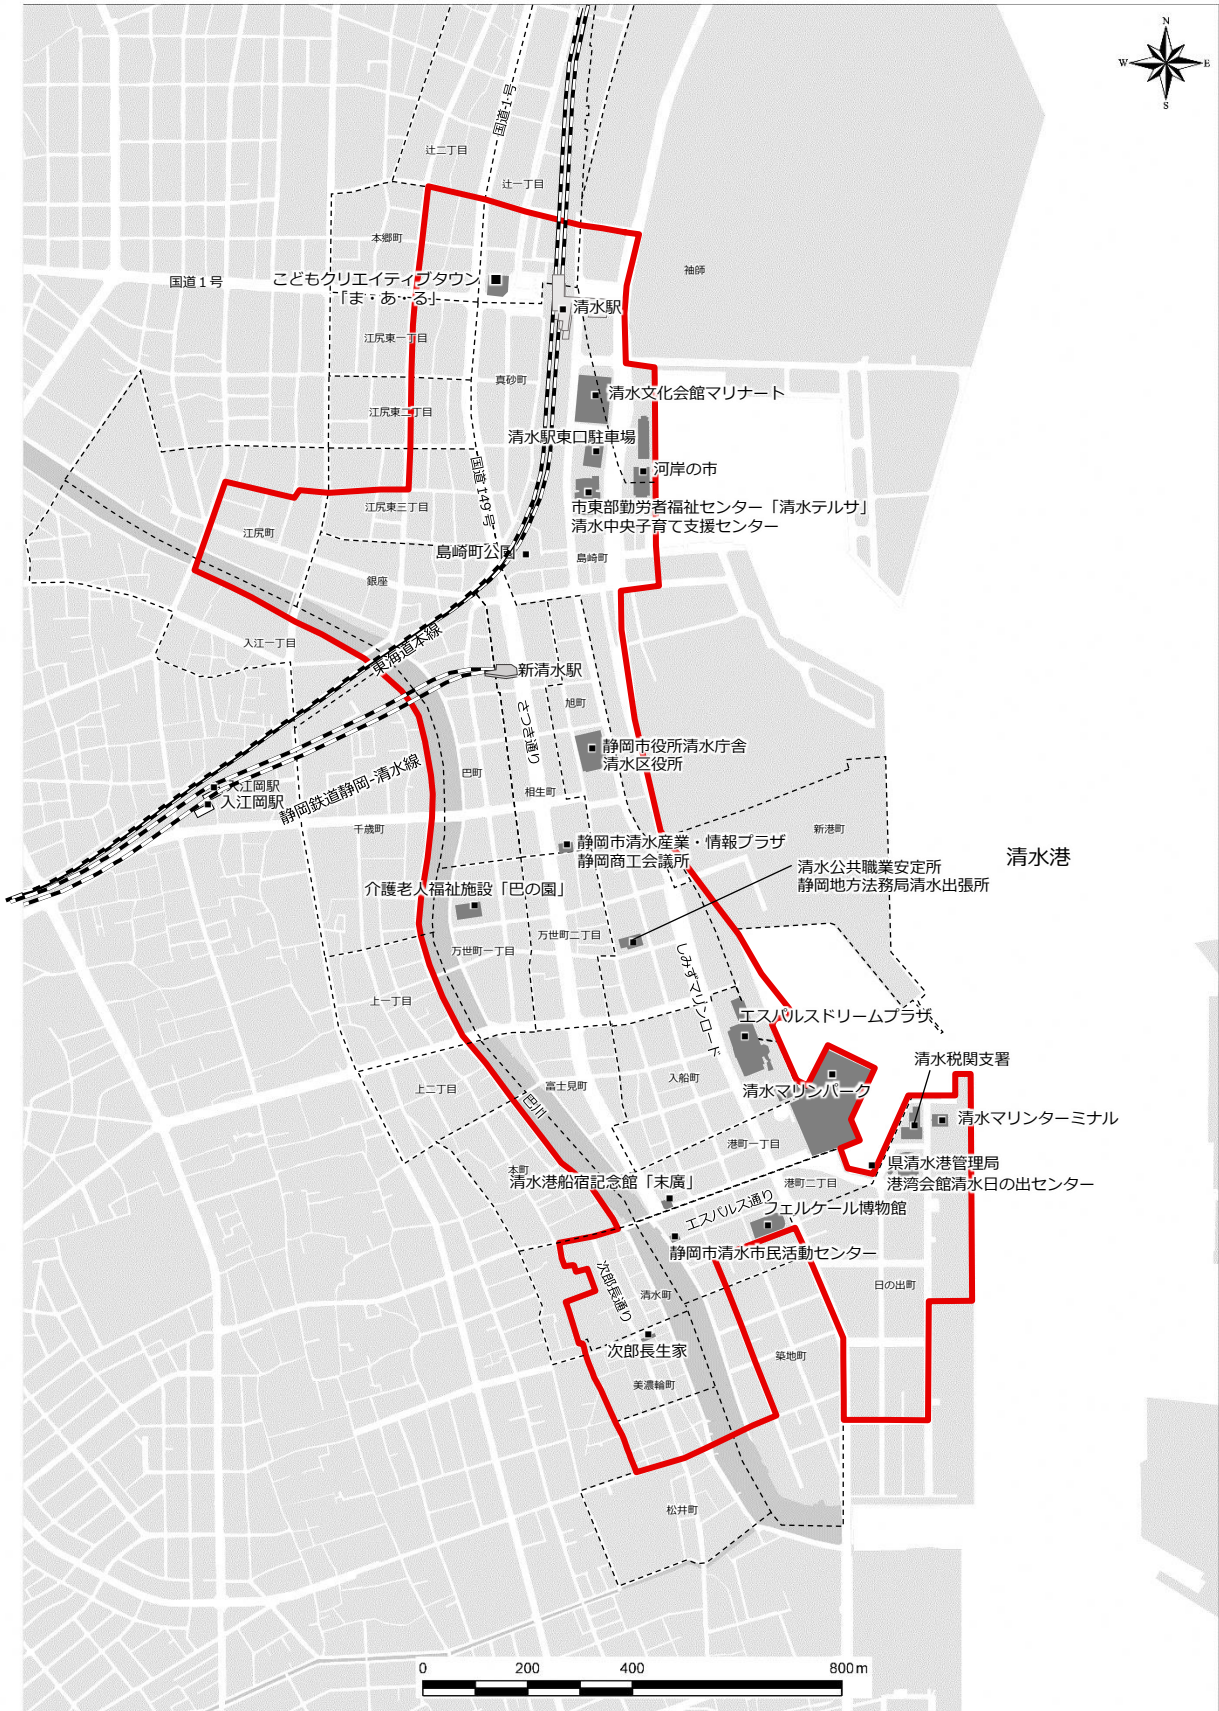 N
W
E
S
国道1号
辻二丁目
辻一丁目
本郷町
袖師
国道1号
こどもクリエイティブタウン
「ま・あ・る」
清水駅
江尻東一丁目
真砂町
清水文化会館マリナート
江尻東二丁目
清水駅東口駐車場
河岸の市
国道149号
江尻東三丁目
市東部勤労者福祉センター「清水テルサ」
清水中央子育て支援センター
江尻町
島崎町公園
島崎町
銀座
入江一丁目
東海道本線
新清水駅
旭町
さつき通り
静岡市役所清水庁舎
清水区役所
巴町
入江岡駅
入江岡駅
静岡鉄道静岡-清水線
相生町
千歳町
新港町
静岡市清水産業・情報プラザ
静岡商工会議所
清水港
清水公共職業安定所
静岡地方法務局清水出張所
介護老人福祉施設「巴の園」
万世町二丁目
万世町一丁目
しみずマリンロード
上一丁目
エスパルスドリームプラザ
清水税関支署
入船町
富士見町
上二丁目
清水マリンパーク
巴川
清水マリンターミナル
港町一丁目
県清水港管理局
港湾会館清水日の出センター
本町
清水港船宿記念館「末廣」
港町二丁目
エスパルス通り
フェルケール博物館
静岡市清水市民活動センター
次郎長通り
清水町
日の出町
次郎長生家
築地町
美濃輪町
松井町
0
200
400
800m